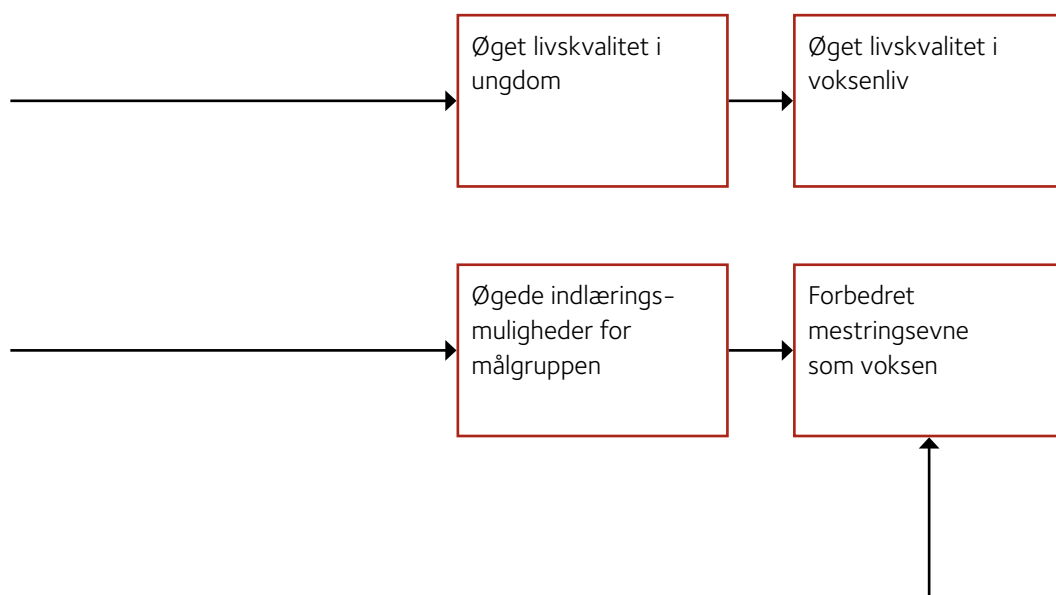 Øget livskvalitet i
ungdom
Øget livskvalitet i
voksenliv
Øgede indlærings-
muligheder for
målgruppen
Forbedret
mestringsevne
som voksen